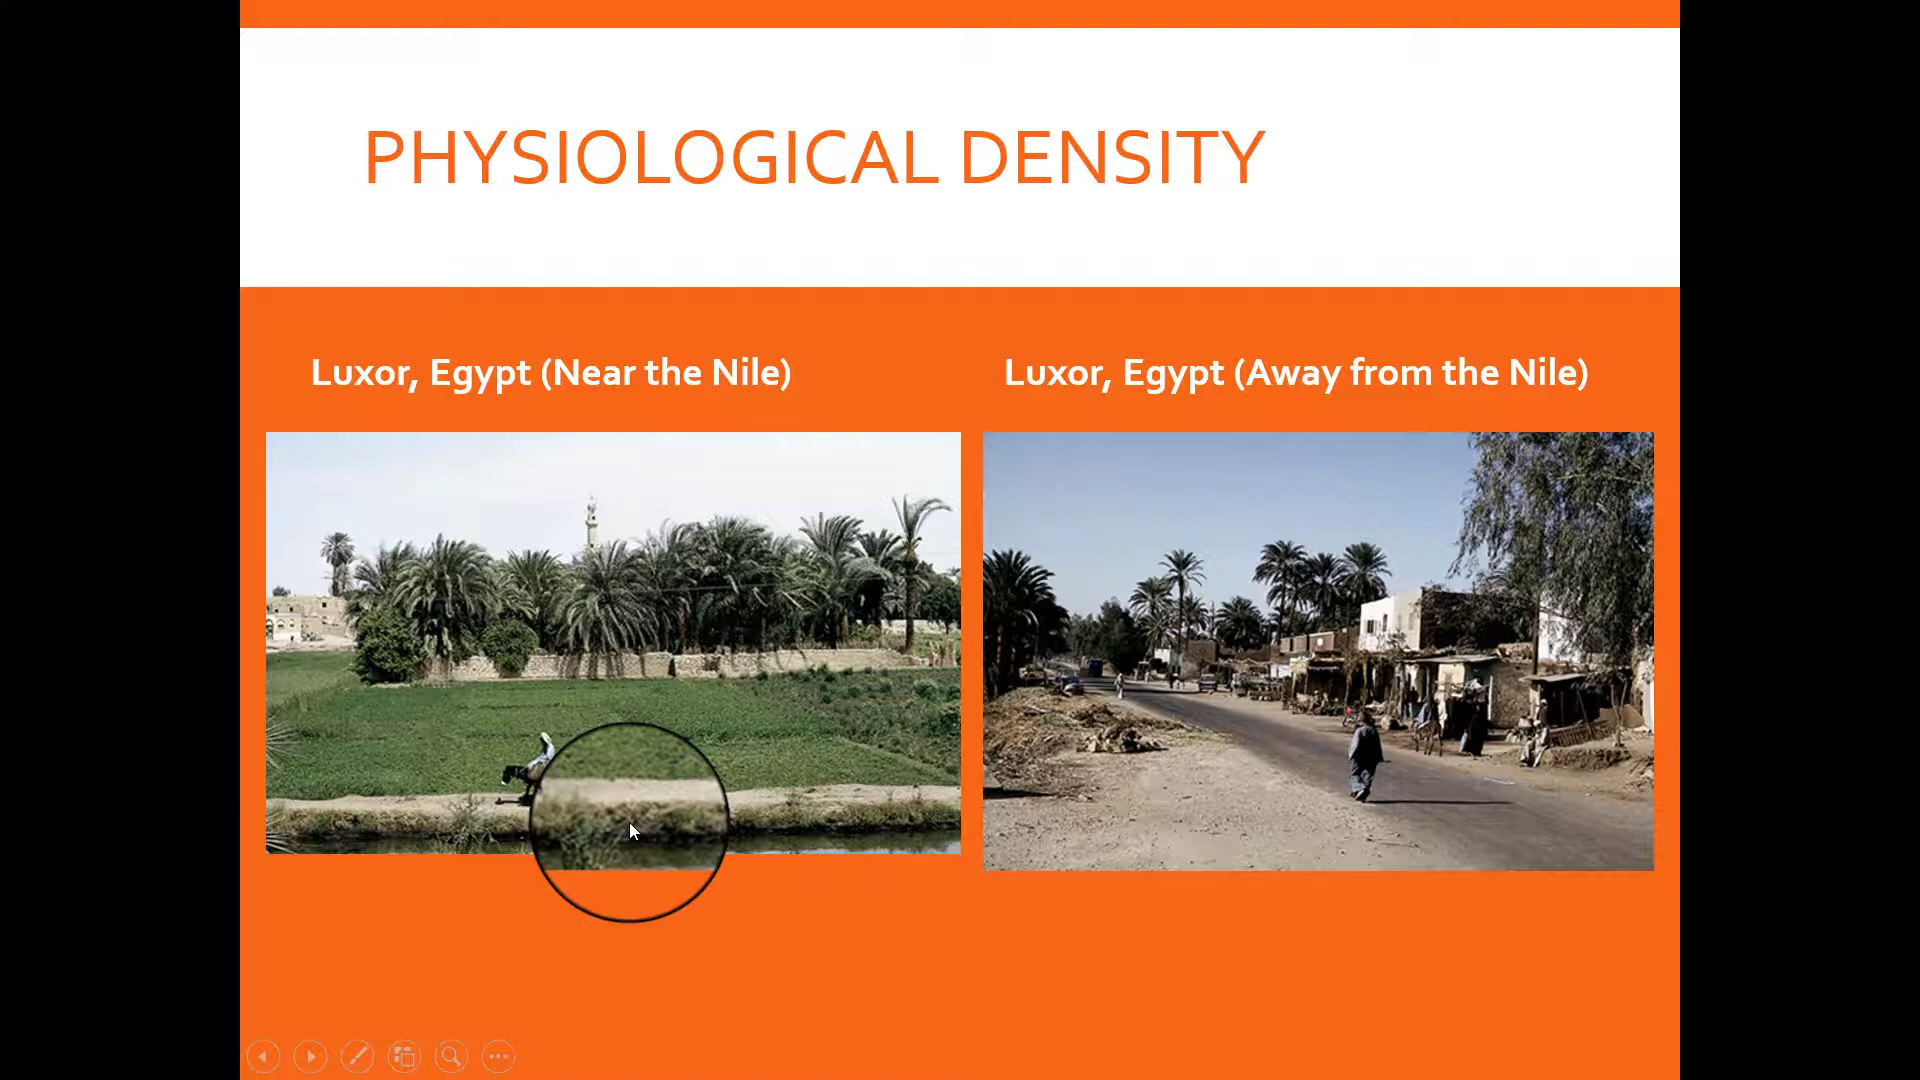 PHYSIOLOGICAL DENSITY
Luxor, Egypt (Near the Nile)
Luxor, Egypt (Away from the Nile)